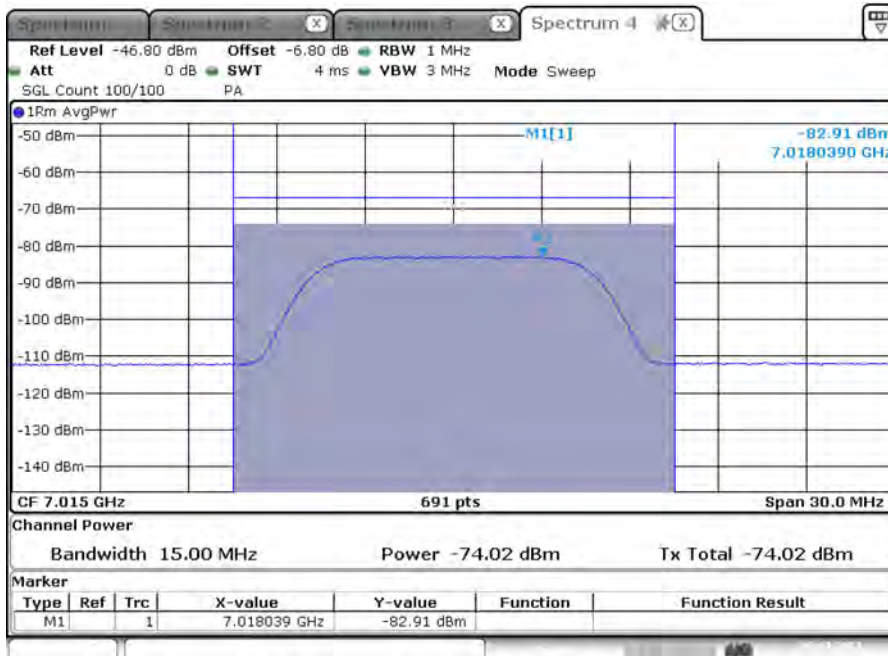 Spectrum Spectrum 2 X Spectrum 3 X Spectrum 4 X
Ref Level -46.80 dBm Offset -6.80 dB RBW 1 MHz
Att 0 dB SWT 4 ms VBW 3 MHz Mode Sweep
SGL Count 100/100 PA
1Rm AvgPwr
-50 dBm M1[1] -82.91 dBm
7.0180390 GHz
-60 dBm
-70 dBm
-80 dBm
-90 dBm
-100 dBm
-110 dBm
-120 dBm
-130 dBm
-140 dBm
CF 7.015 GHz 691 pts Span 30.0 MHz
Channel Power
Bandwidth 15.00 MHz Power -74.02 dBm Tx Total -74.02 dBm
Marker
Type Ref Trc X-value Y-value Function Function Result
M1 1 7.018039 GHz -82.91 dBm